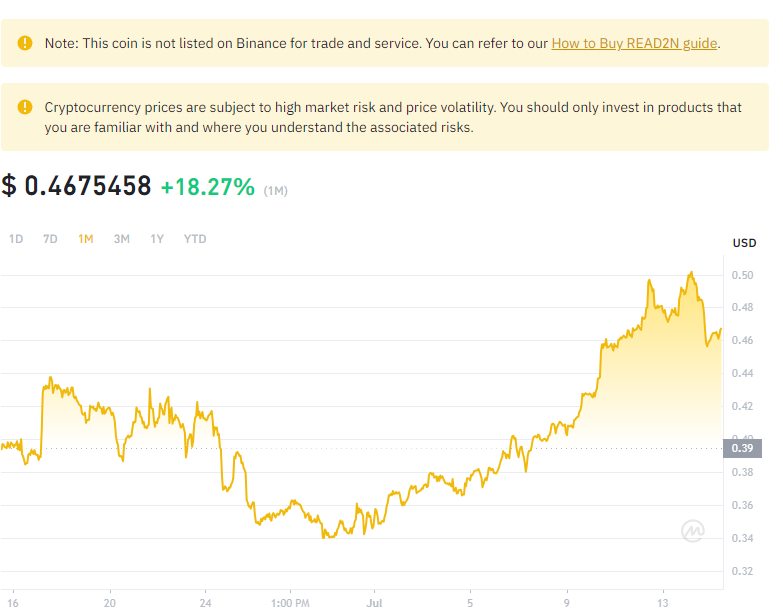 Note: This coin is not listed on Binance for trade and service. You can refer to our How to Buy READ2N guide.
Cryptocurrency prices are subject to high market risk and price volatility. You should only invest in products that
you are familiar with and where you understand the associated risks.
$ 0.4675458 +18.27% (1M)
1D 7D 1M 3M 1Y YTD
USD
0.50
0.48
0.46
0.44
0.42
0.40
0.39
0.38
0.36
0.34
0.32
16 20 24 1:00 PM Jul 5 9 13